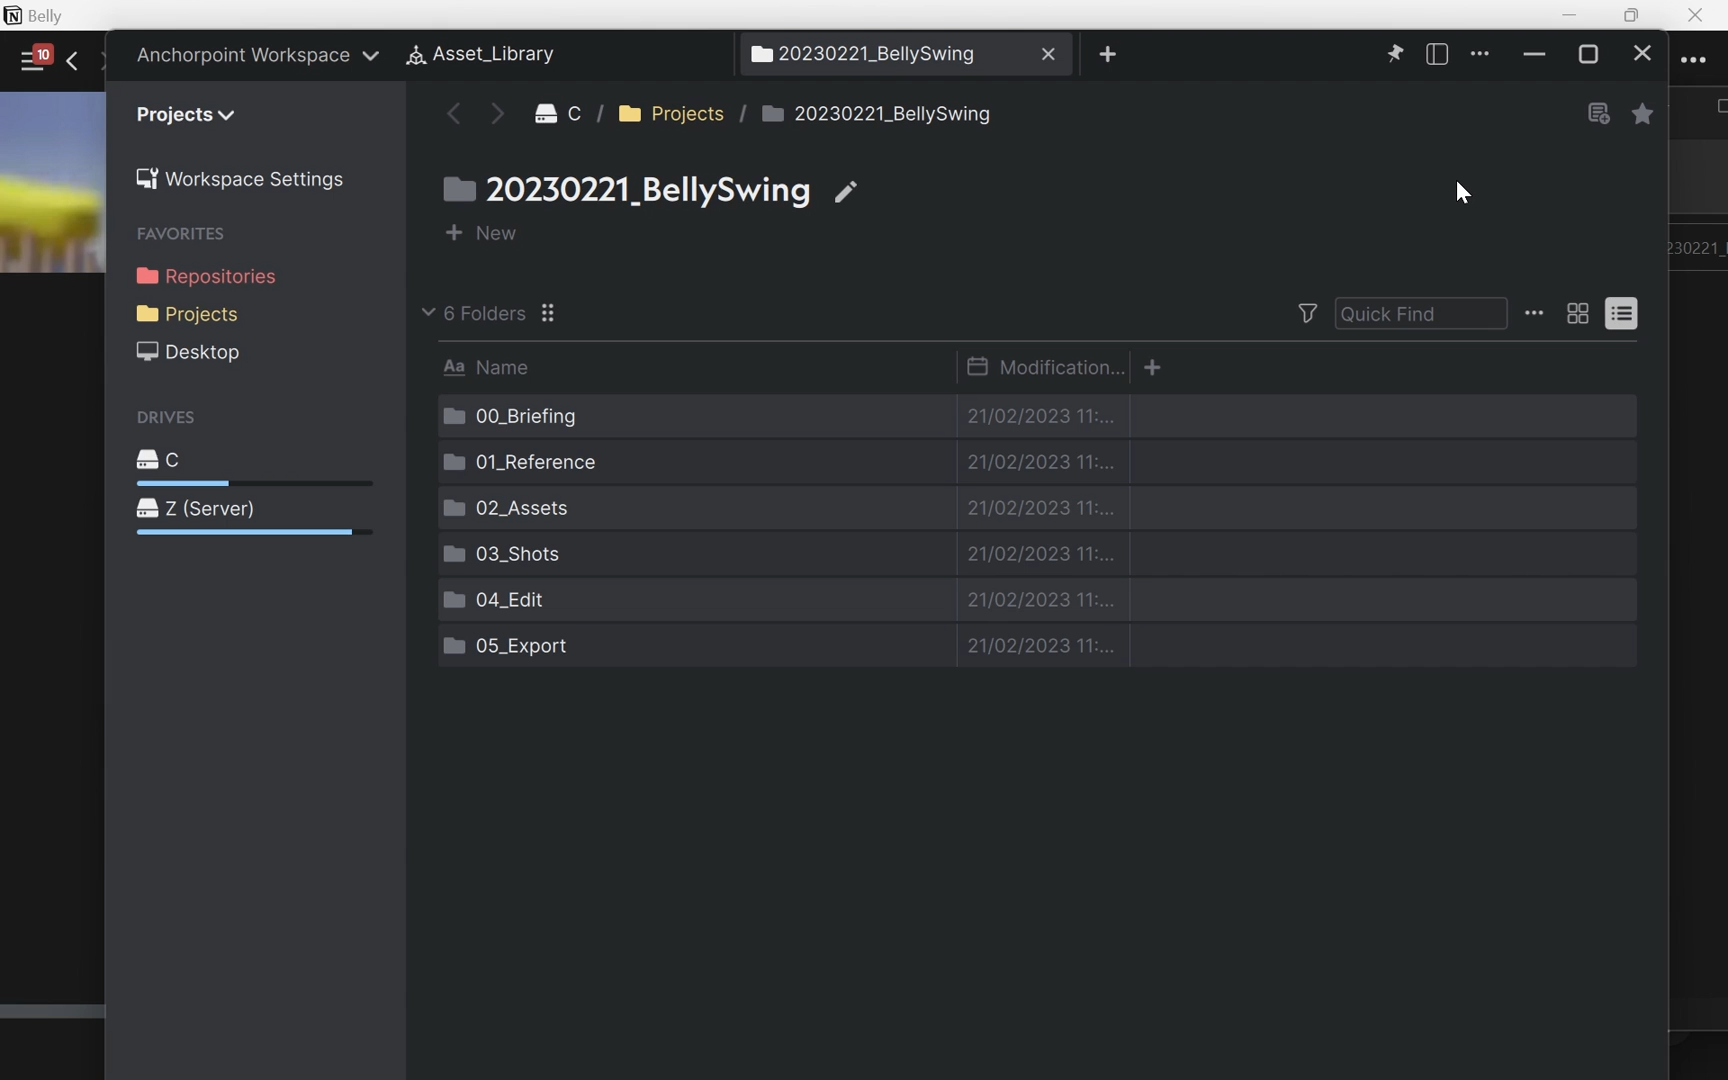 Belly
10
Anchorpoint Workspace
Asset_Library
20230221_BellySwing
Projects
C / Projects / 20230221_BellySwing
Workspace Settings
20230221_BellySwing
230221_
New
FAVORITES
Repositories
Projects
6 Folders
Quick Find
Desktop
Aa Name
Modification...
DRIVES
00_Briefing
21/02/2023 11:...
C
01_Reference
21/02/2023 11:...
Z (Server)
02_Assets
21/02/2023 11:...
03_Shots
21/02/2023 11:...
04_Edit
21/02/2023 11:...
05_Export
21/02/2023 11:...